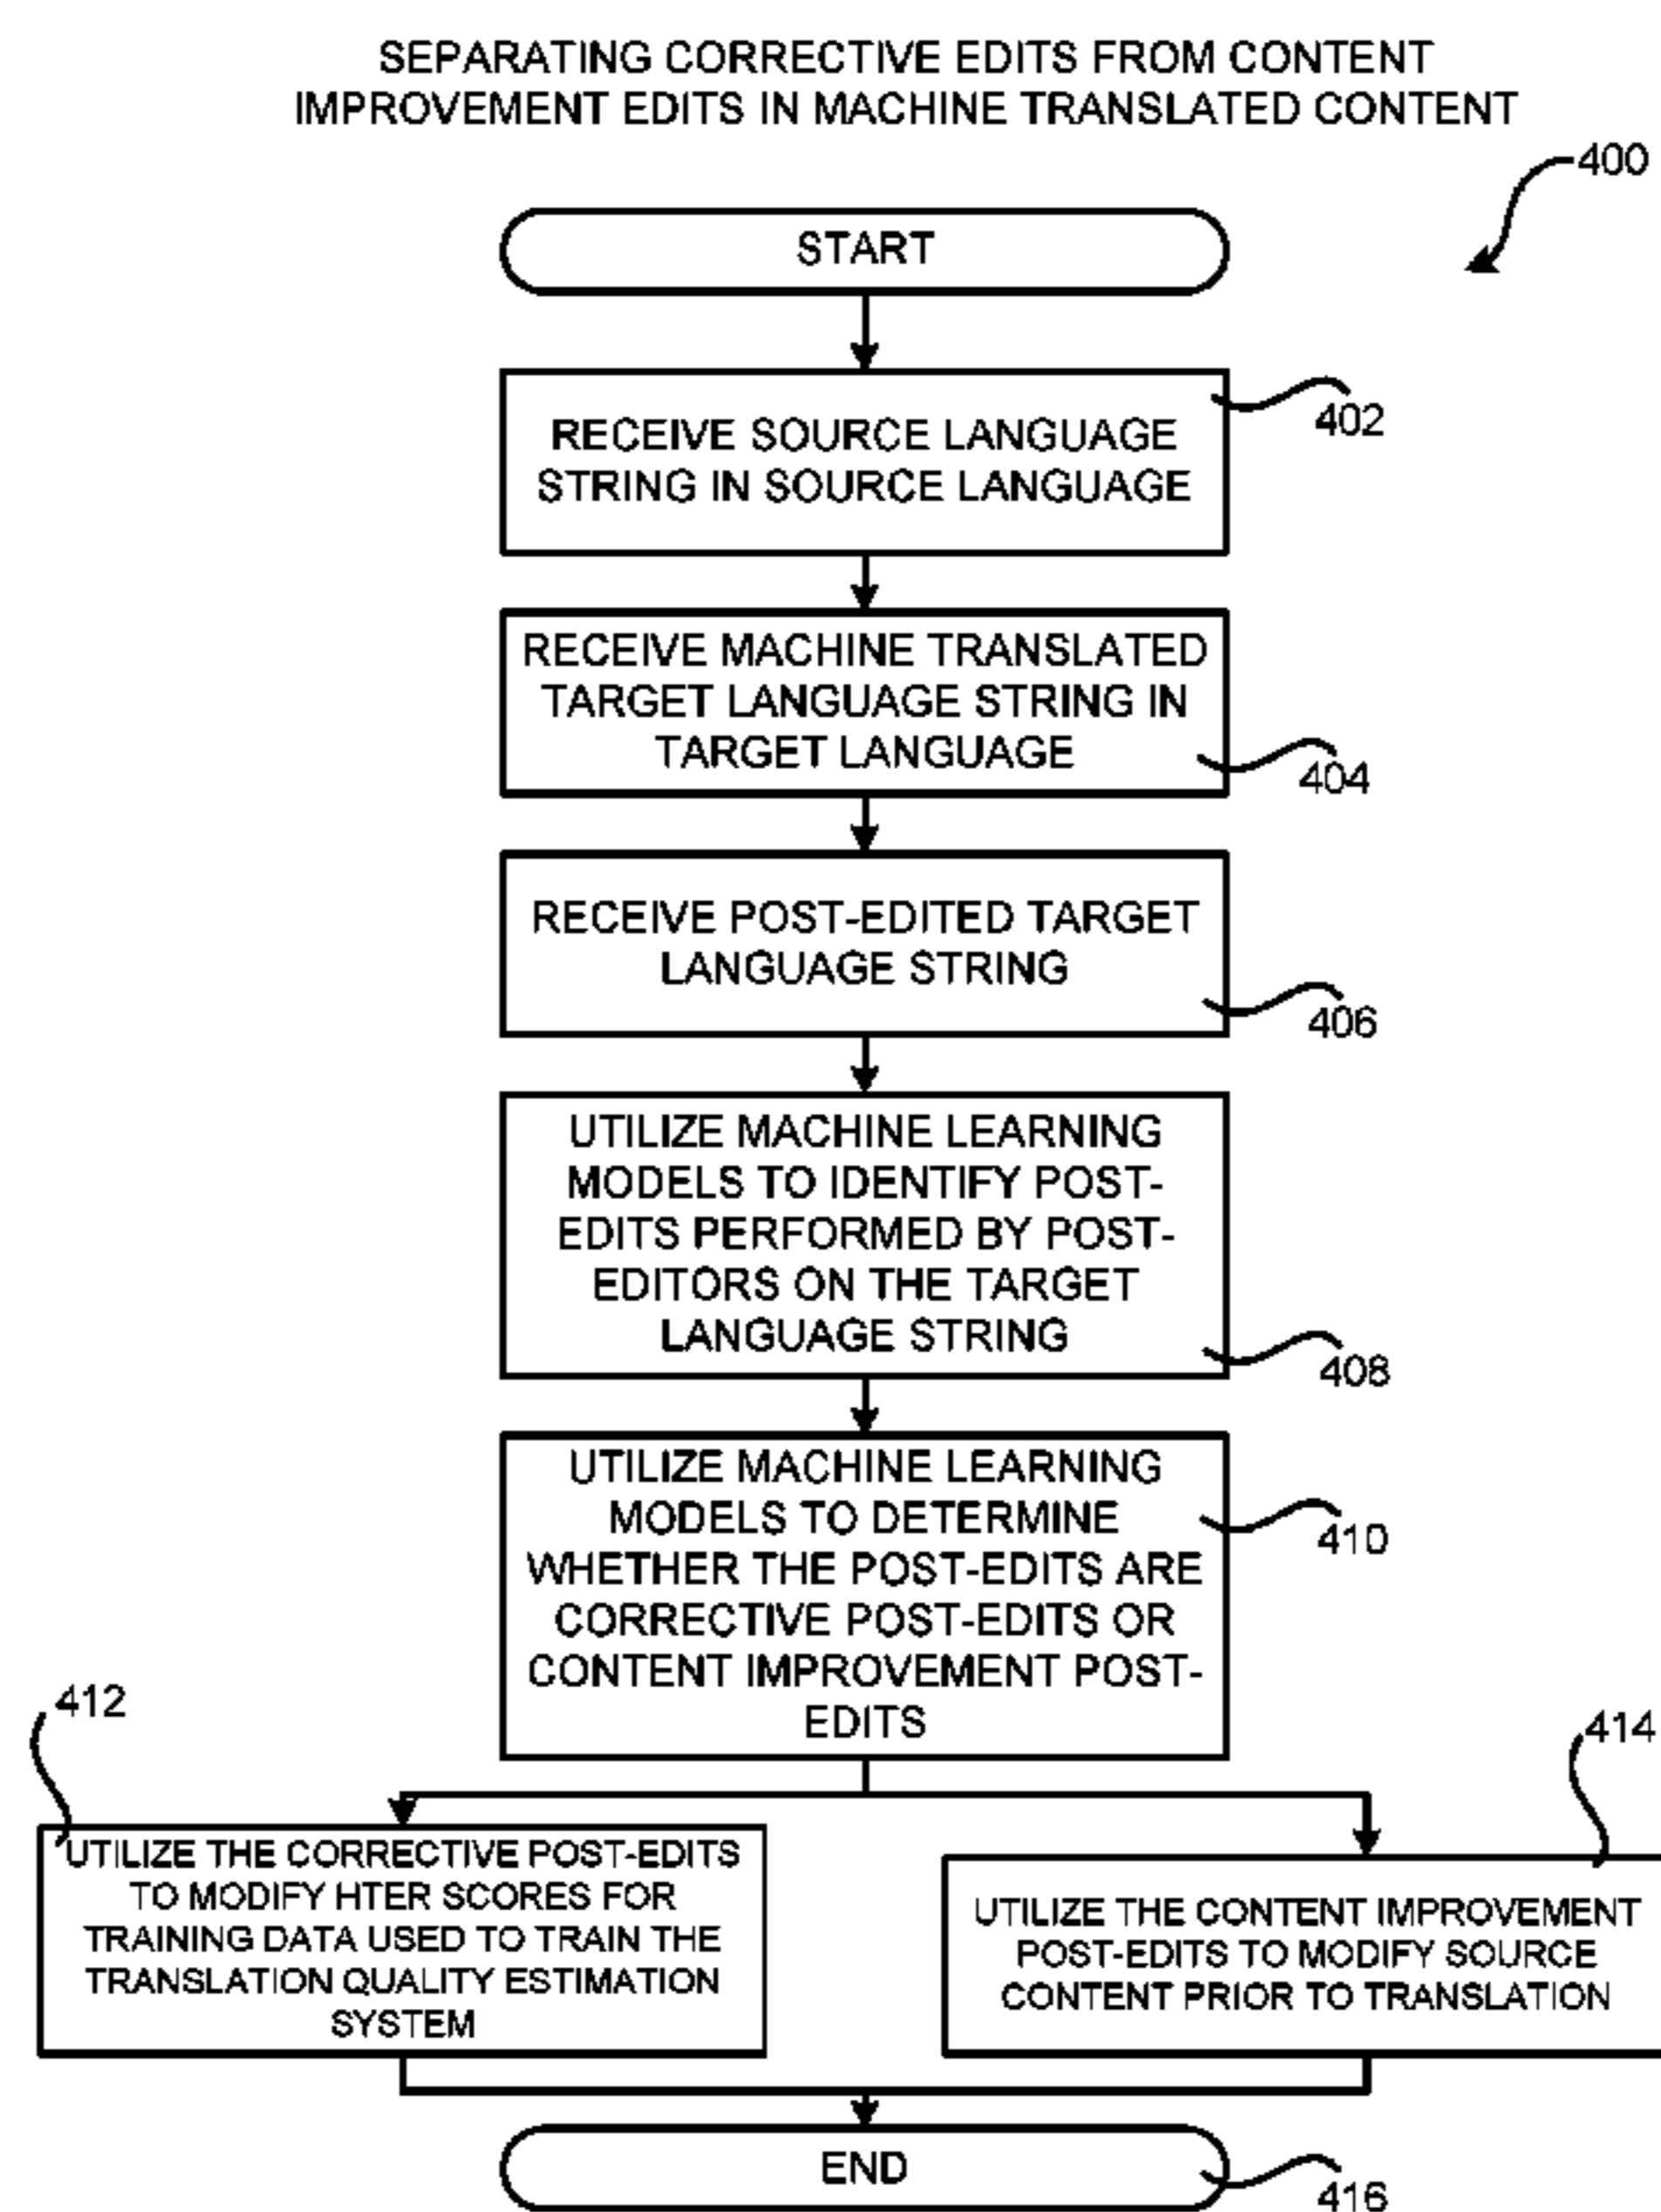 SEPARATING CORRECTIVE EDITS FROM CONTENT
IMPROVEMENT EDITS IN MACHINE TRANSLATED CONTENT
400
START
RECEIVE SOURCE LANGUAGE
STRING IN SOURCE LANGUAGE
402
RECEIVE MACHINE TRANSLATED
TARGET LANGUAGE STRING IN
TARGET LANGUAGE
404
RECEIVE POST-EDITED TARGET
LANGUAGE STRING
406
UTILIZE MACHINE LEARNING
MODELS TO IDENTIFY POST-
EDITS PERFORMED BY POST-
EDITORS ON THE TARGET
LANGUAGE STRING
408
UTILIZE MACHINE LEARNING
MODELS TO DETERMINE
WHETHER THE POST-EDITS ARE
CORRECTIVE POST-EDITS OR
CONTENT IMPROVEMENT POST-
EDITS
410
412
UTILIZE THE CORRECTIVE POST-EDITS
TO MODIFY HTER SCORES FOR
TRAINING DATA USED TO TRAIN THE
TRANSLATION QUALITY ESTIMATION
SYSTEM
414
UTILIZE THE CONTENT IMPROVEMENT
POST-EDITS TO MODIFY SOURCE
CONTENT PRIOR TO TRANSLATION
END
416